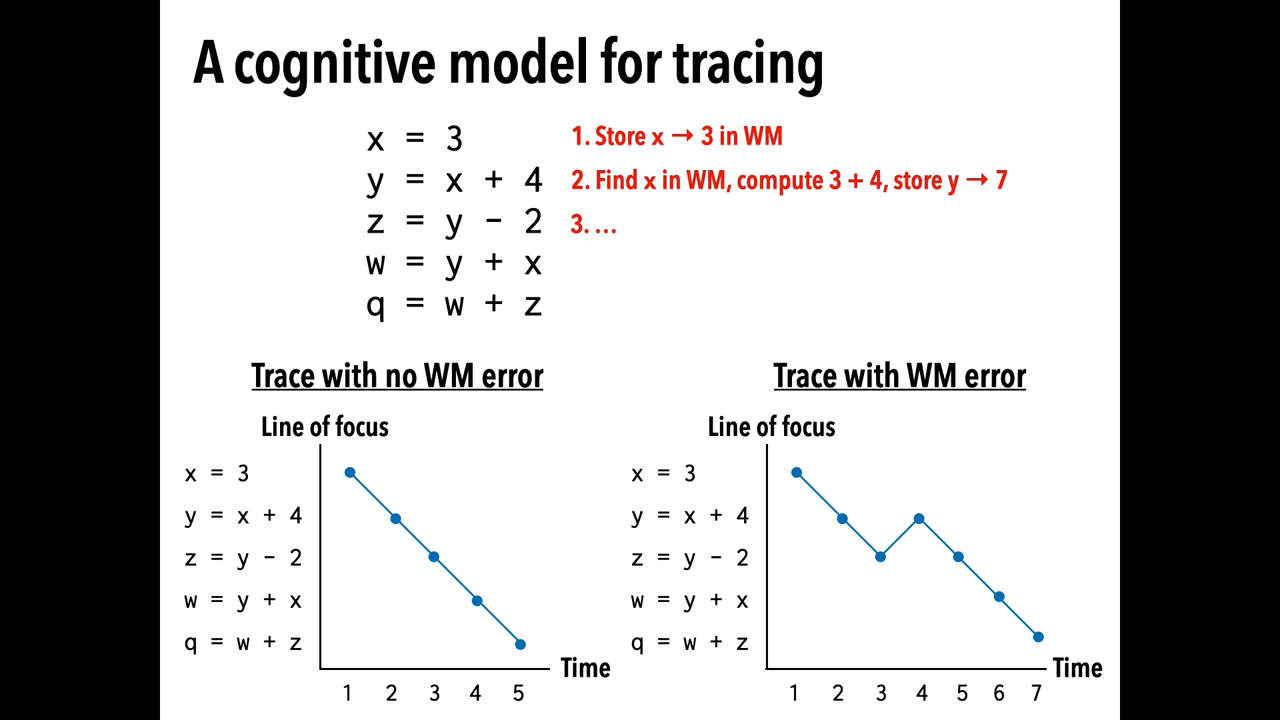 A cognitive model for tracing
x = 3
1. Store x → 3 in WM
y = x + 4
2. Find x in WM, compute 3 + 4, store y → 7
z = y - 2
3. ...
w = y + x
q = w + z
Trace with no WM error
Line of focus
x = 3
y = x + 4
z = y - 2
w = y + x
q = w + z
Time
1 2 3 4 5
Trace with WM error
Line of focus
x = 3
y = x + 4
z = y - 2
w = y + x
q = w + z
Time
1 2 3 4 5 6 7